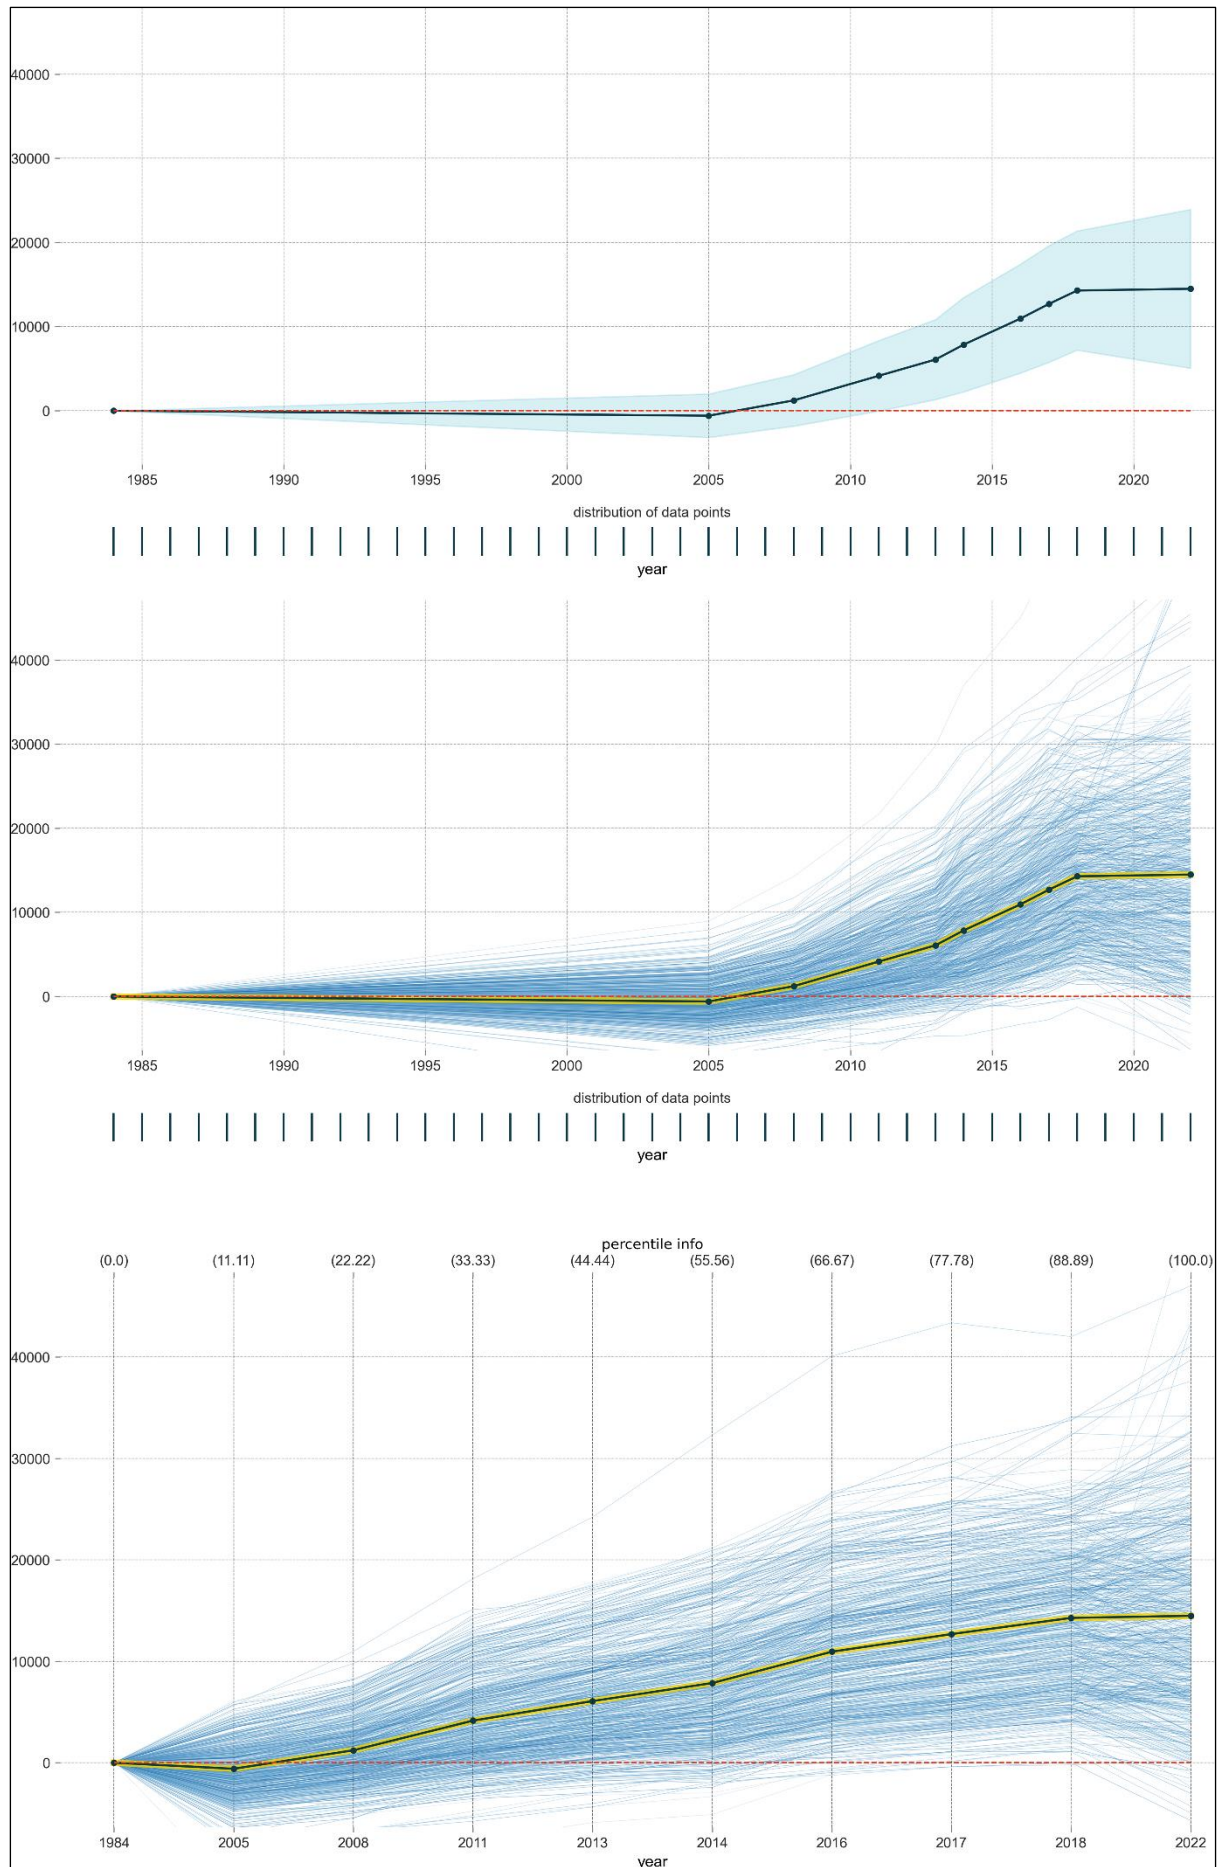 40000
30000
20000
10000
0
1985 1990 1995 2000 2005 2010 2015 2020
distribution of data points
year
40000
30000
20000
10000
0
1985 1990 1995 2000 2005 2010 2015 2020
distribution of data points
year
percentile info
(0.0) (11.11) (22.22) (33.33) (44.44) (55.56) (66.67) (77.78) (88.89) (100.0)
40000
30000
20000
10000
0
1984 2005 2008 2011 2013 2014 2016 2017 2018 2022
year